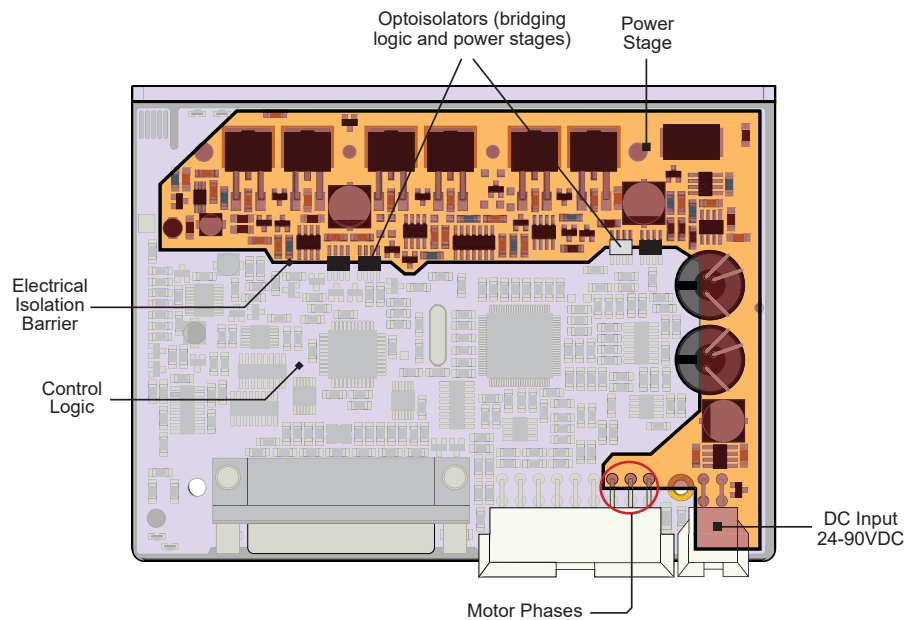 Optoisolators (bridging
logic and power stages)
Power
Stage
Electrical
Isolation
Barrier
Control
Logic
DC Input
24-90VDC
Motor Phases